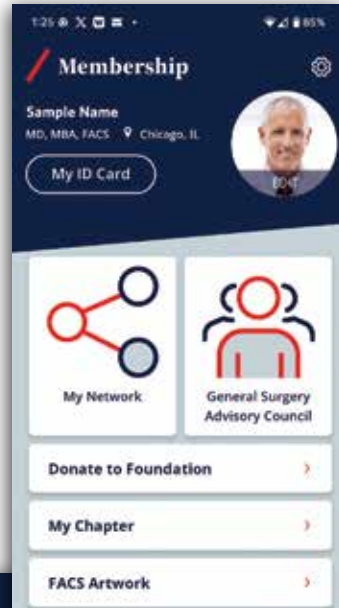 1:25
85%
Membership
Sample Name
MD, MBA, FACS Chicago, IL
EDIT
My ID Card
My Network
General Surgery
Advisory Council
Donate to Foundation
My Chapter
FACS Artwork